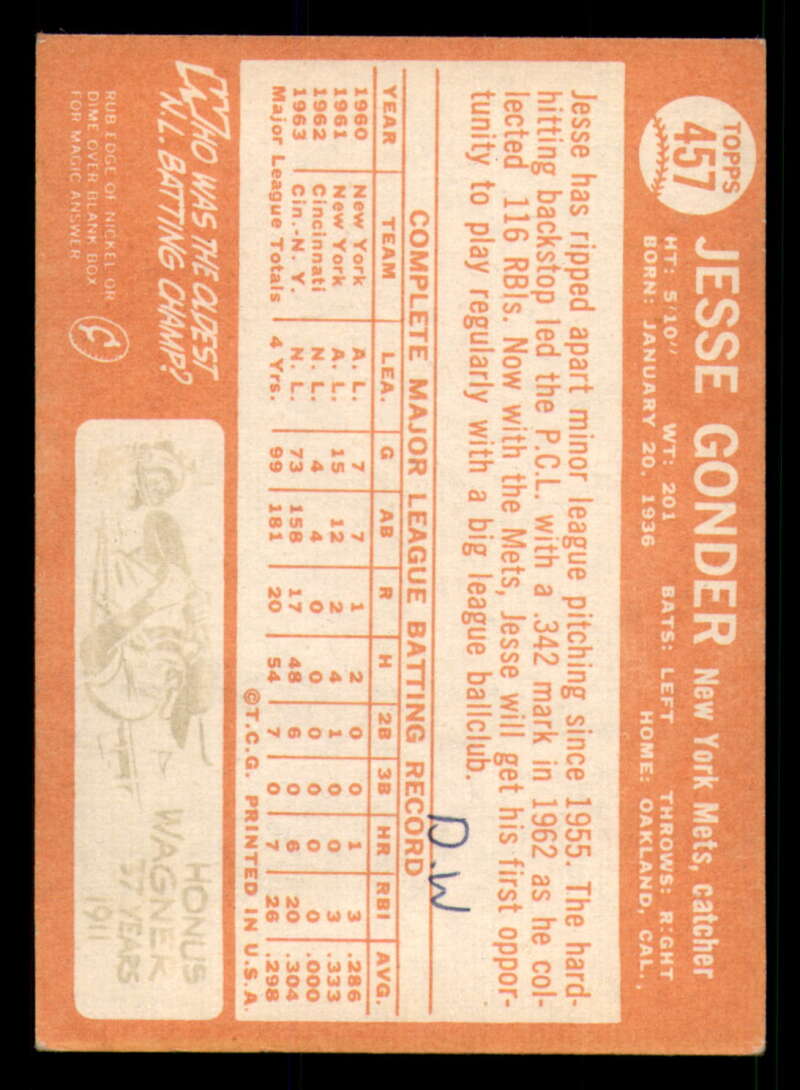 TOPPS
457
JESSE GONDER New York Mets, catcher
HT: 5'10" WT: 201 BATS: LEFT THROWS: RIGHT
BORN: JANUARY 20, 1936 HOME: OAKLAND, CAL.,
Jesse has ripped apart minor league pitching since 1955. The hard-
hitting backstop led the P.C.L. with a .342 mark in 1962 as he col-
lected 116 RBIs. Now with the Mets, Jesse will get his first oppor-
tunity to play regularly with a big league ballclub.
D.W
COMPLETE MAJOR LEAGUE BATTING RECORD
YEAR TEAM LEA. G AB R H 2B 3B HR RBI AVG.
1960 New York A. L. 7 7 1 2 0 0 1 3 .286
1961 New York A. L. 15 12 2 4 1 0 0 3 .333
1962 Cincinnati N. L. 4 4 0 0 0 0 0 0 .000
1963 Cin.-N. Y. N. L. 73 158 17 48 6 0 6 20 .304
Major League Totals 4 Yrs. 99 181 20 54 7 0 7 26 .298
©T.C.G. PRINTED IN U.S.A.
WHO WAS THE OLDEST
N.L. BATTING CHAMP?
RUB EDGE OF NICKEL OR
DIME OVER BLANK BOX
FOR MAGIC ANSWER
HONUS
WAGNER
37 YEARS
1911